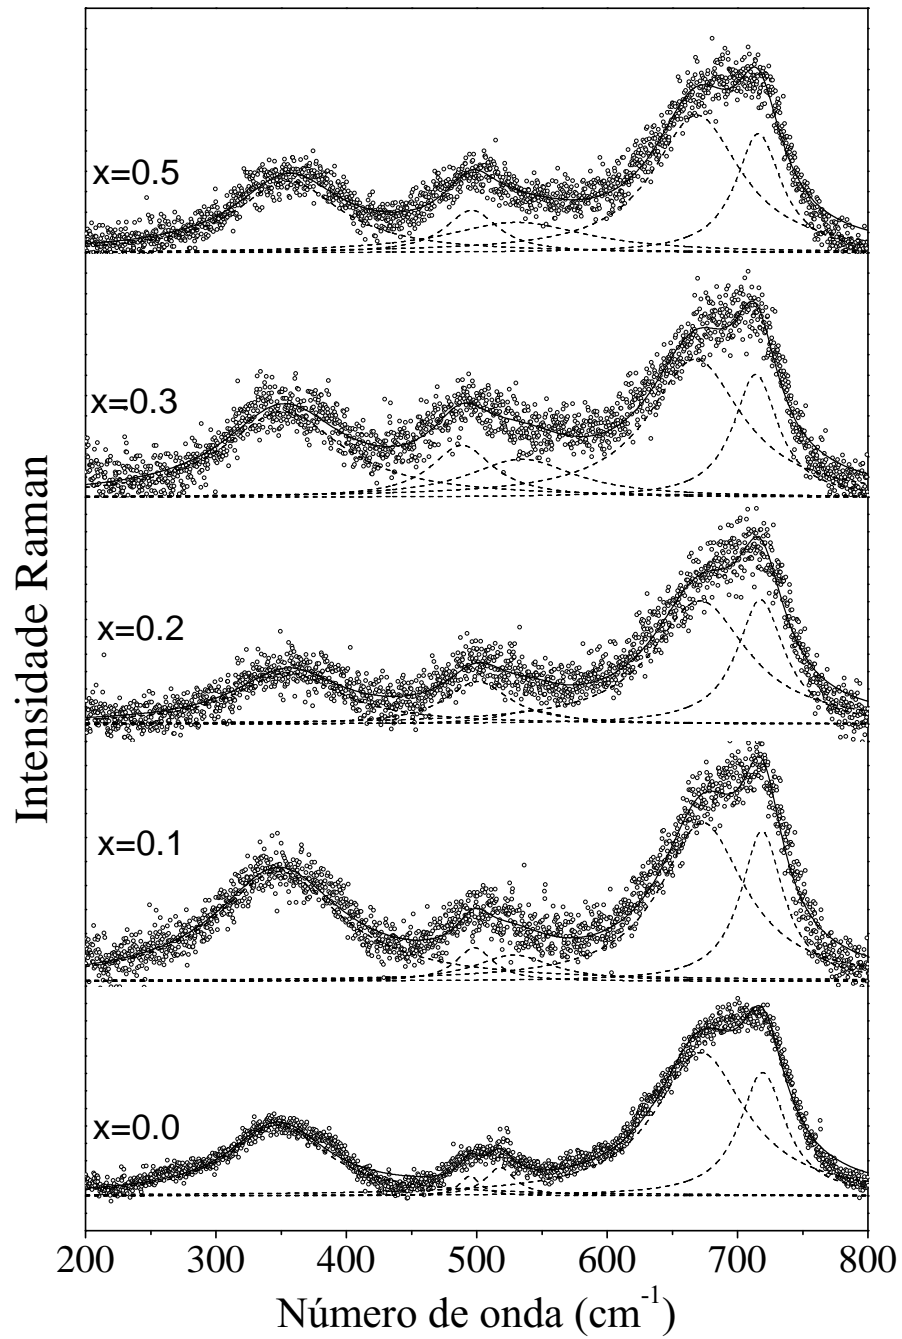 x=0.5
x=0.3
x=0.2
x=0.1
x=0.0
Intensidade Raman
200 300 400 500 600 700 800
Número de onda (cm⁻¹)